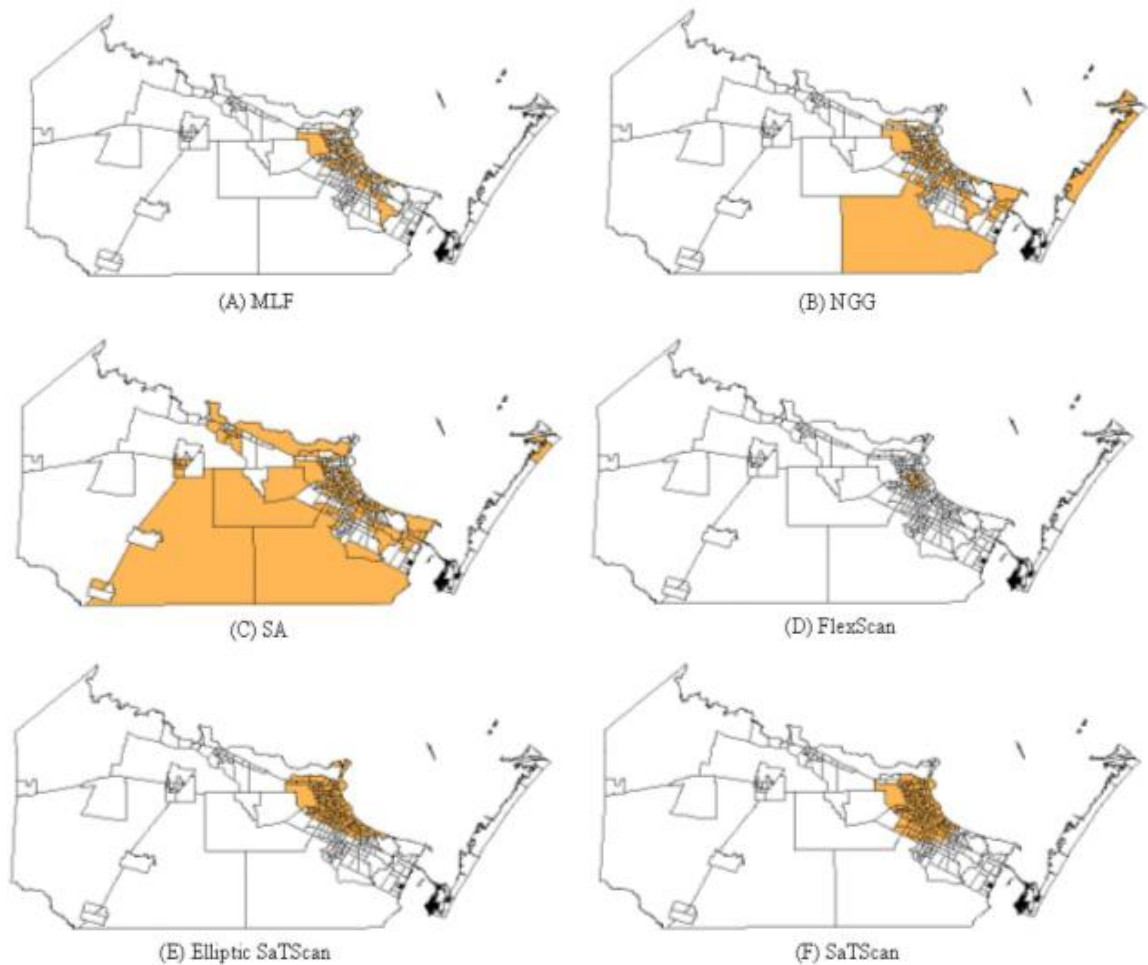 (A) MLF
(B) NGG
(C) SA
(D) FlexScan
(E) Elliptic SaTScan
(F) SaTScan